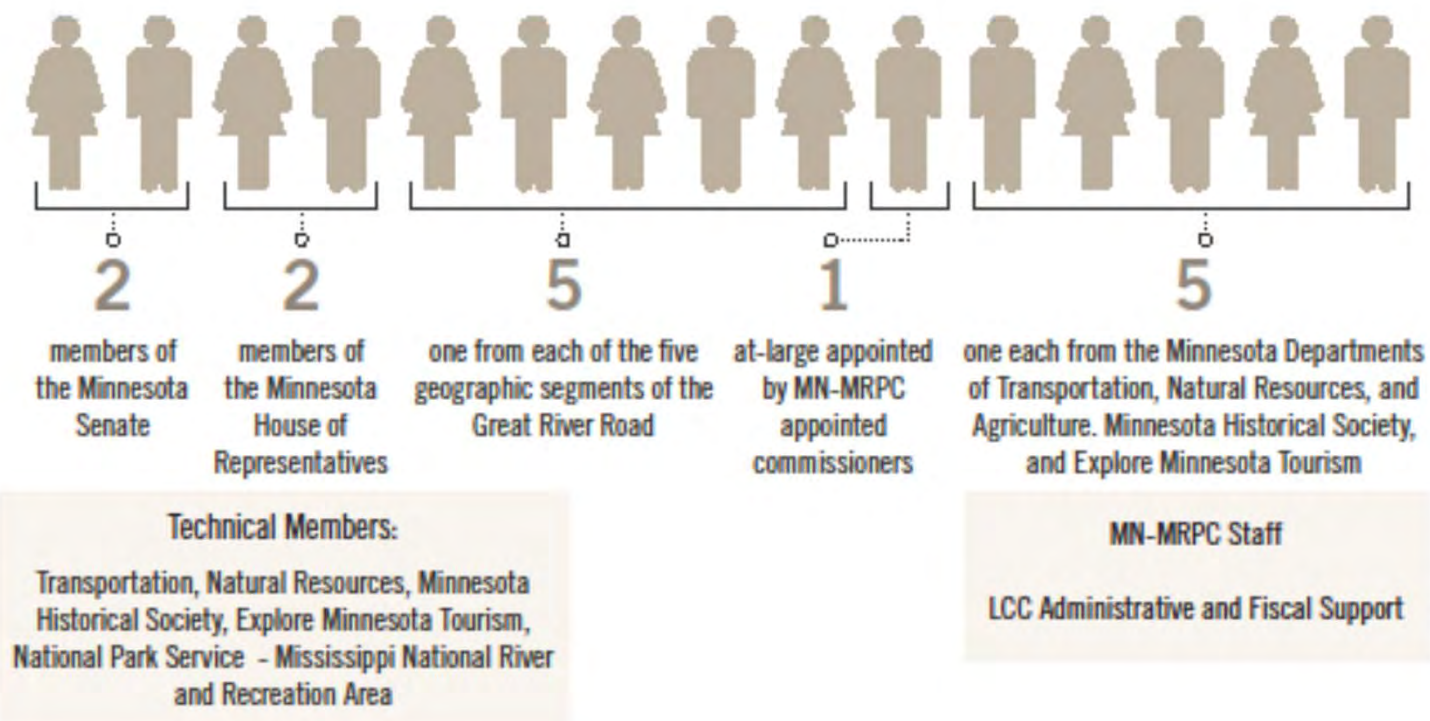 2
members of
the Minnesota
Senate
2
members of
the Minnesota
House of
Representatives
5
one from each of the five
geographic segments of the
Great River Road
1
at-large appointed
by MN-MRPC
appointed
commissioners
5
one each from the Minnesota Departments
of Transportation, Natural Resources, and
Agriculture. Minnesota Historical Society,
and Explore Minnesota Tourism
Technical Members:
Transportation, Natural Resources, Minnesota
Historical Society, Explore Minnesota Tourism,
National Park Service - Mississippi National River
and Recreation Area
MN-MRPC Staff
LCC Administrative and Fiscal Support